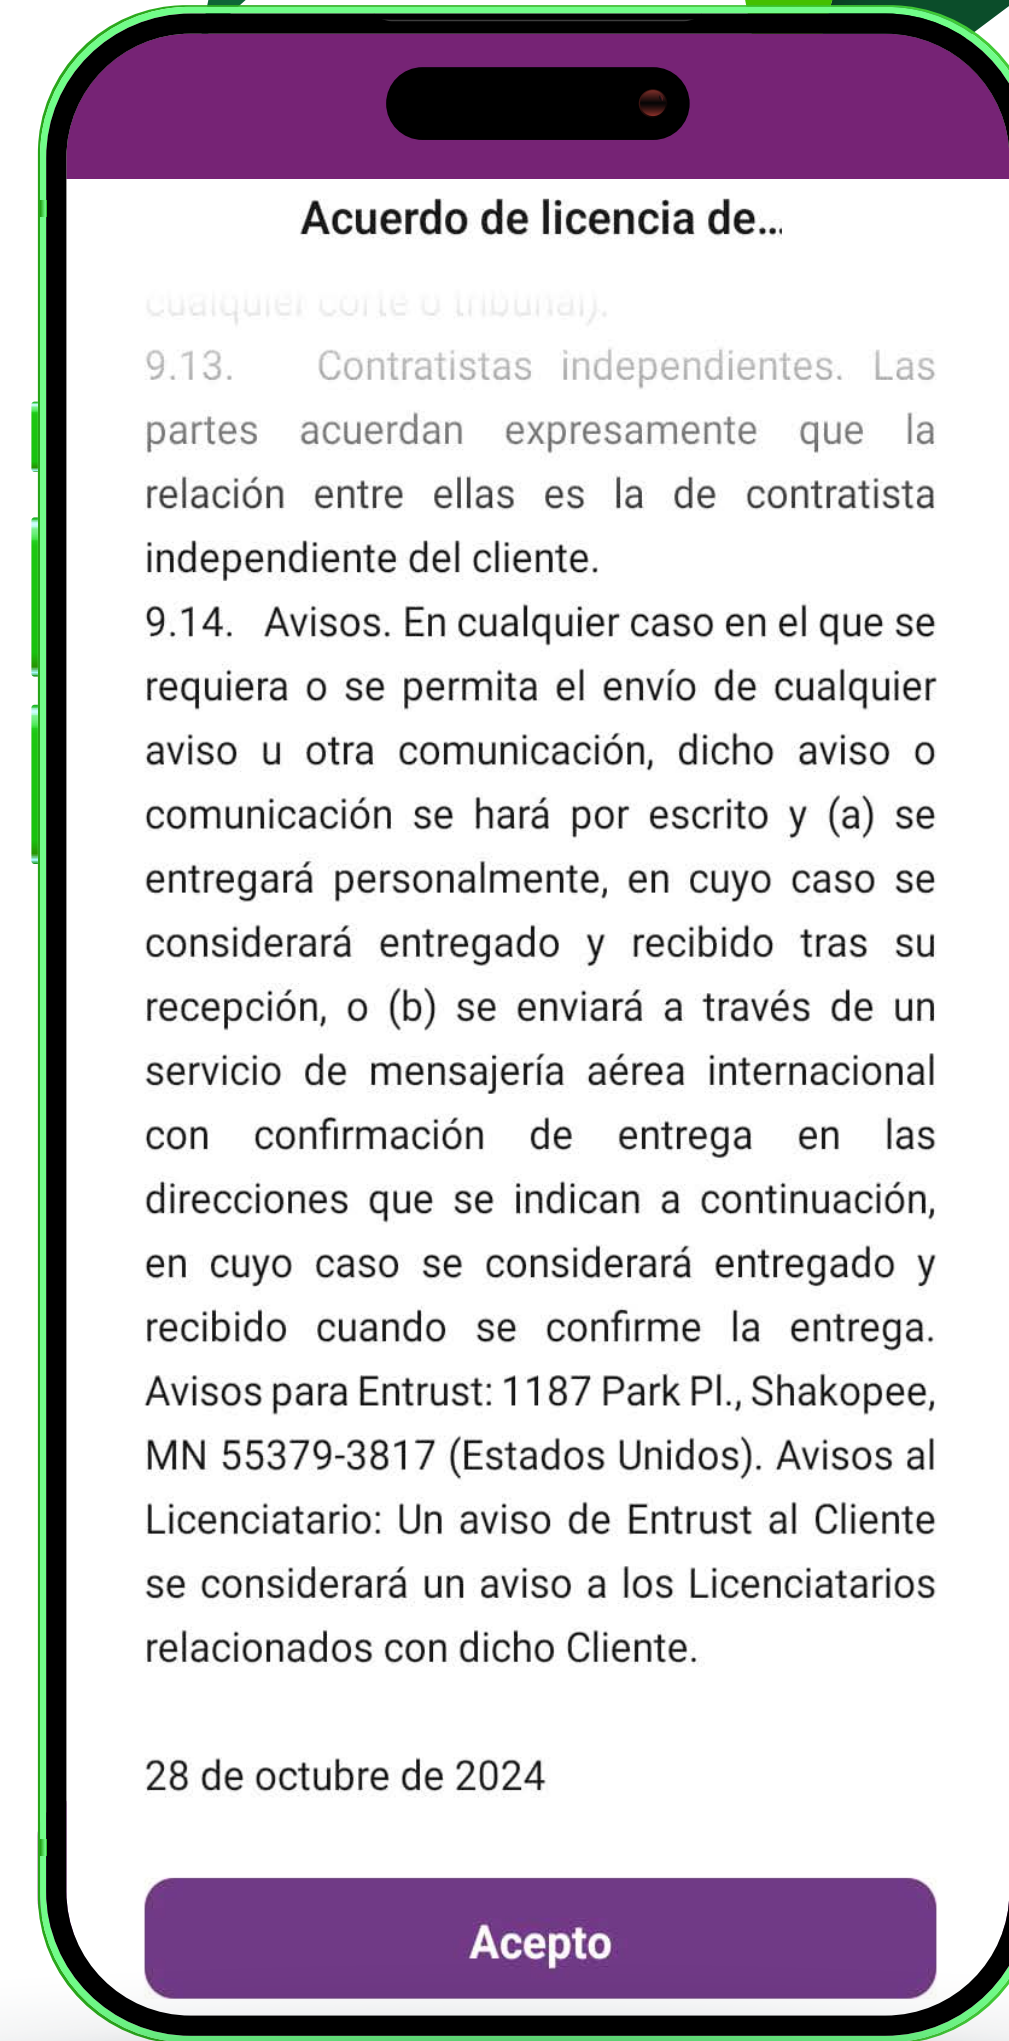 Acuerdo de licencia de...
cualquier corte o tribunal).
9.13. Contratistas independientes. Las
partes acuerdan expresamente que la
relación entre ellas es la de contratista
independiente del cliente.
9.14. Avisos. En cualquier caso en el que se
requiera o se permita el envío de cualquier
aviso u otra comunicación, dicho aviso o
comunicación se hará por escrito y (a) se
entregará personalmente, en cuyo caso se
considerará entregado y recibido tras su
recepción, o (b) se enviará a través de un
servicio de mensajería aérea internacional
con confirmación de entrega en las
direcciones que se indican a continuación,
en cuyo caso se considerará entregado y
recibido cuando se confirme la entrega.
Avisos para Entrust: 1187 Park Pl., Shakopee,
MN 55379-3817 (Estados Unidos). Avisos al
Licenciatario: Un aviso de Entrust al Cliente
se considerará un aviso a los Licenciatarios
relacionados con dicho Cliente.
28 de octubre de 2024
Acepto